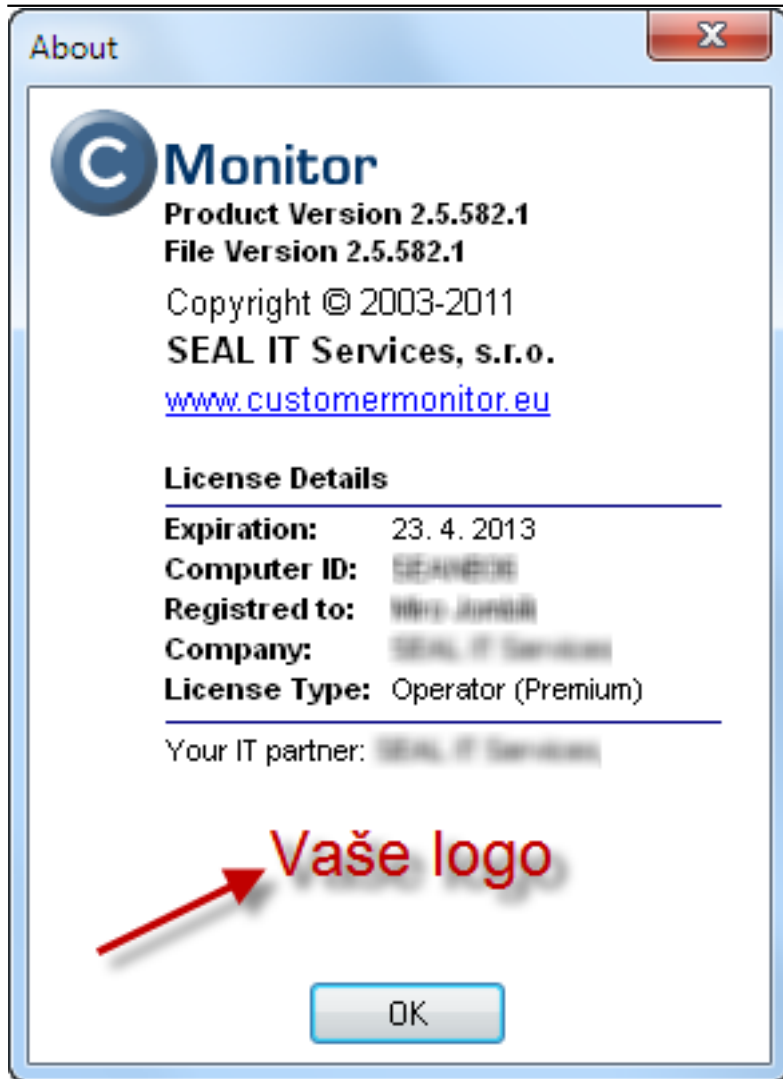 About
C Monitor
Product Version 2.5.582.1
File Version 2.5.582.1
Copyright © 2003-2011
SEAL IT Services, s.r.o.
www.customermonitor.eu
License Details
Expiration: 23. 4. 2013
Computer ID:
Registred to:
Company:
License Type: Operator (Premium)
Your IT partner:
Vaše logo
OK